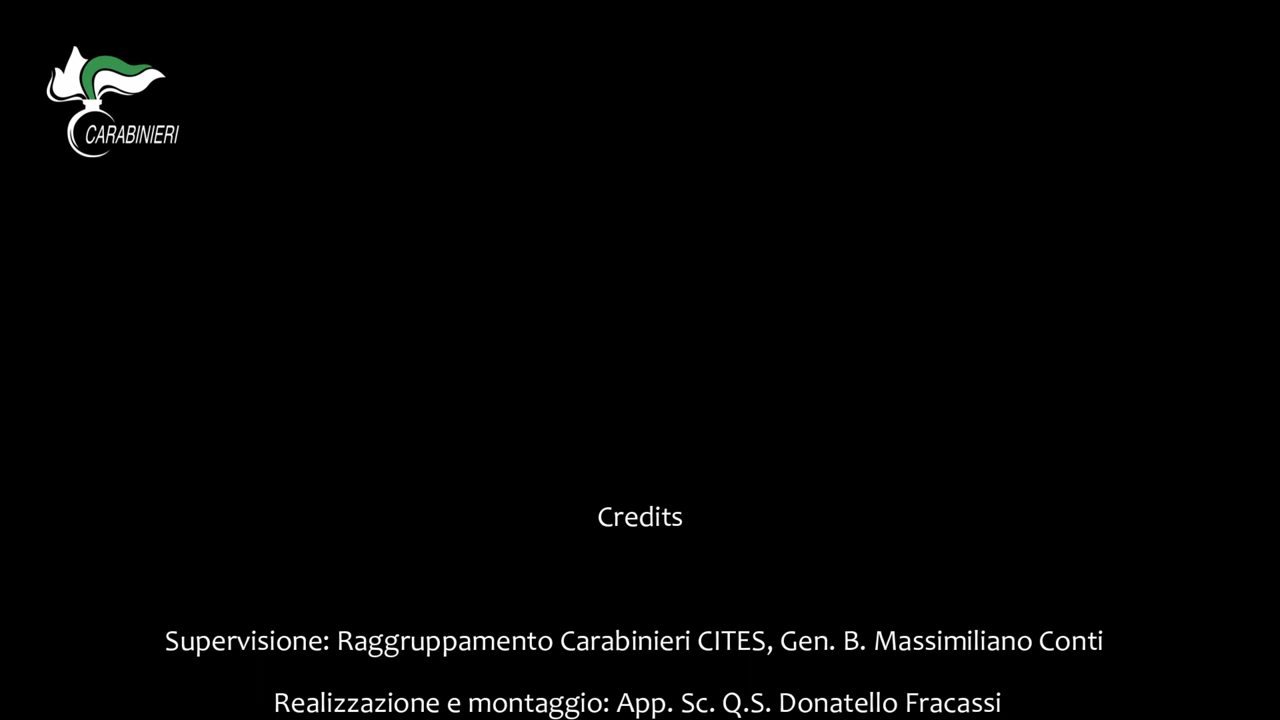 CARABINIERI
Credits
Supervisione: Raggruppamento Carabinieri CITES, Gen. B. Massimiliano Conti
Realizzazione e montaggio: App. Sc. Q.S. Donatello Fracassi